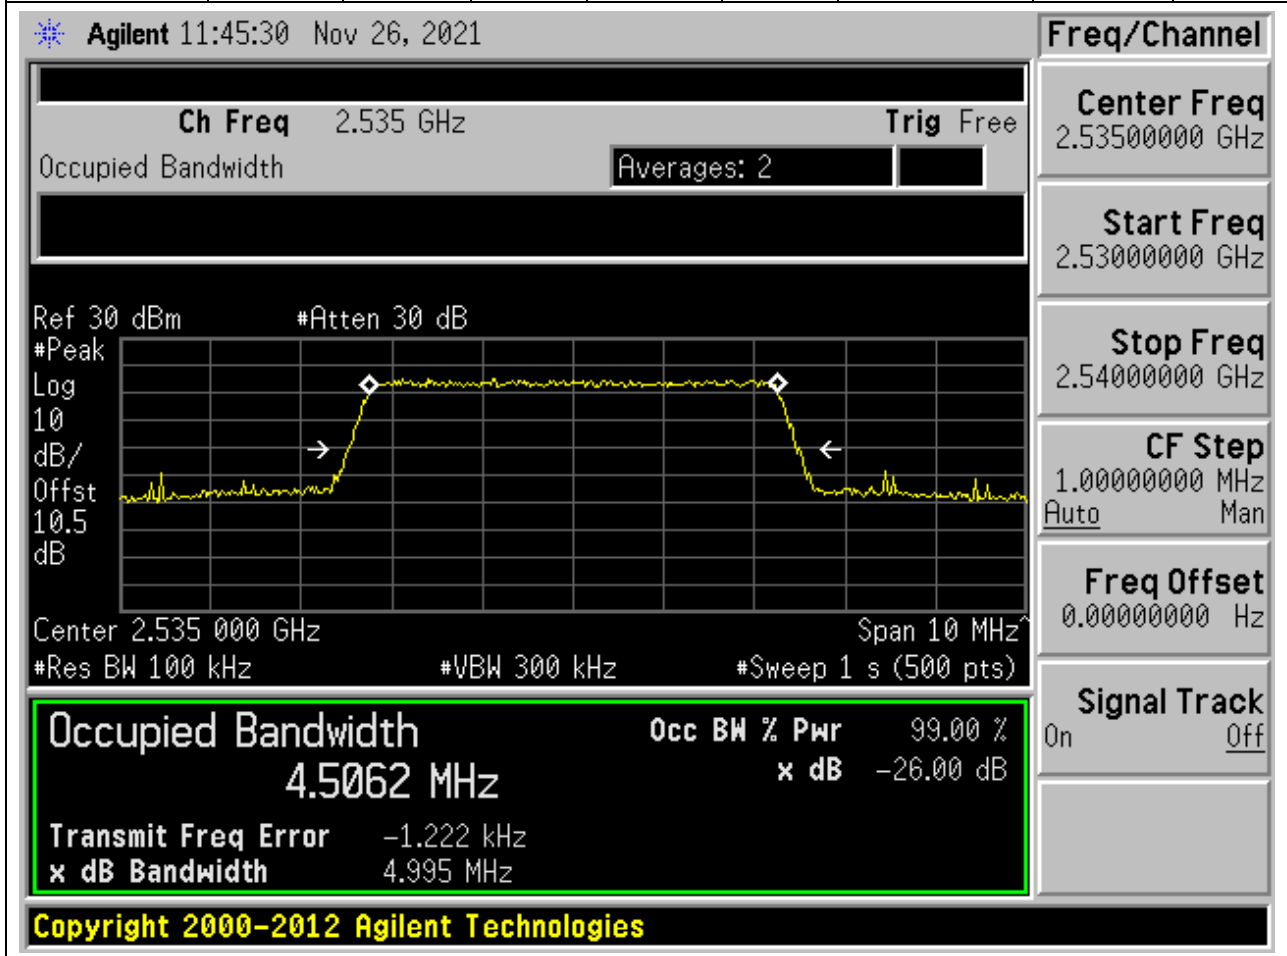 Agilent 11:45:30 Nov 26, 2021
Freq/Channel
Ch Freq 2.535 GHz Trig Free
Occupied Bandwidth Averages: 2
Center Freq
2.53500000 GHz
Start Freq
2.53000000 GHz
Stop Freq
2.54000000 GHz
CF Step
1.00000000 MHz
Auto Man
Freq Offset
0.00000000 Hz
Signal Track
On Off
Ref 30 dBm #Atten 30 dB
#Peak
Log
10
dB/
Offst
10.5
dB
Center 2.535 000 GHz Span 10 MHz^
#Res BW 100 kHz #VBW 300 kHz #Sweep 1 s (500 pts)
Occupied Bandwidth Occ BW % Pwr 99.00 %
4.5062 MHz x dB -26.00 dB
Transmit Freq Error -1.222 kHz
x dB Bandwidth 4.995 MHz
Copyright 2000-2012 Agilent Technologies